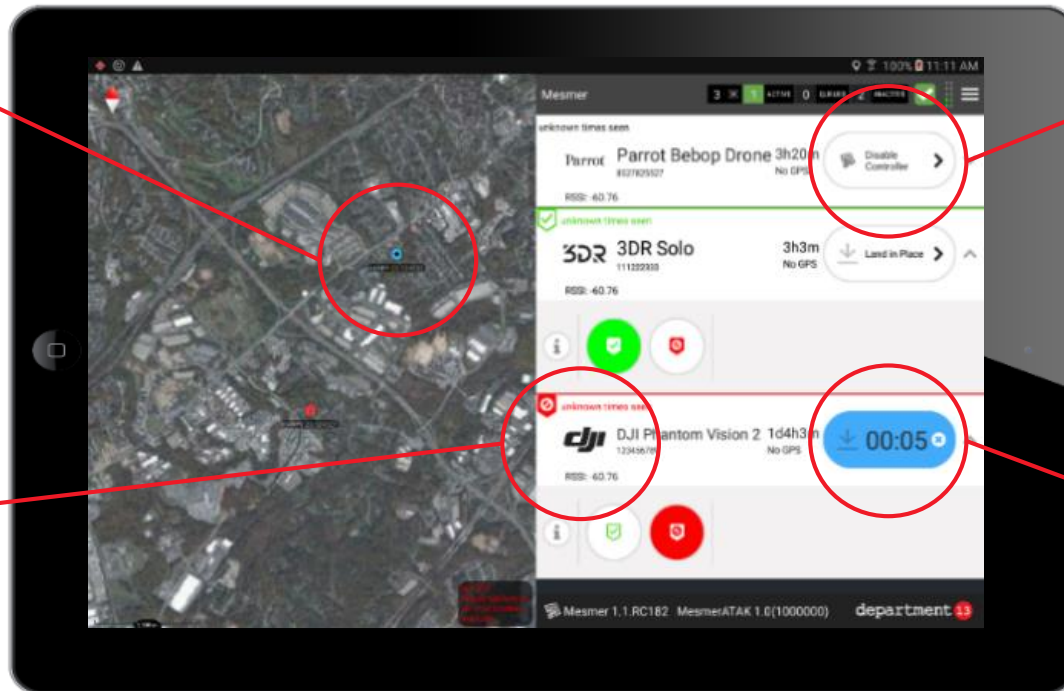 100% 11:11 AM
Mesmer
3 1 ACTIVE 0 2
unknown times seen
Parrot Parrot Bebop Drone 3h20m
No GPS
Disable
Controller
RSSI: -60.76
unknown times seen
3DR 3DR Solo 3h3m
No GPS
Land in Place
RSSI: -60.76
unknown times seen
dji DJI Phantom Vision 2 1d4h3m
No GPS
00:05
RSSI: -60.76
Mesmer 1.1.RC182 MesmerATAK 1.0(1000000) department 13